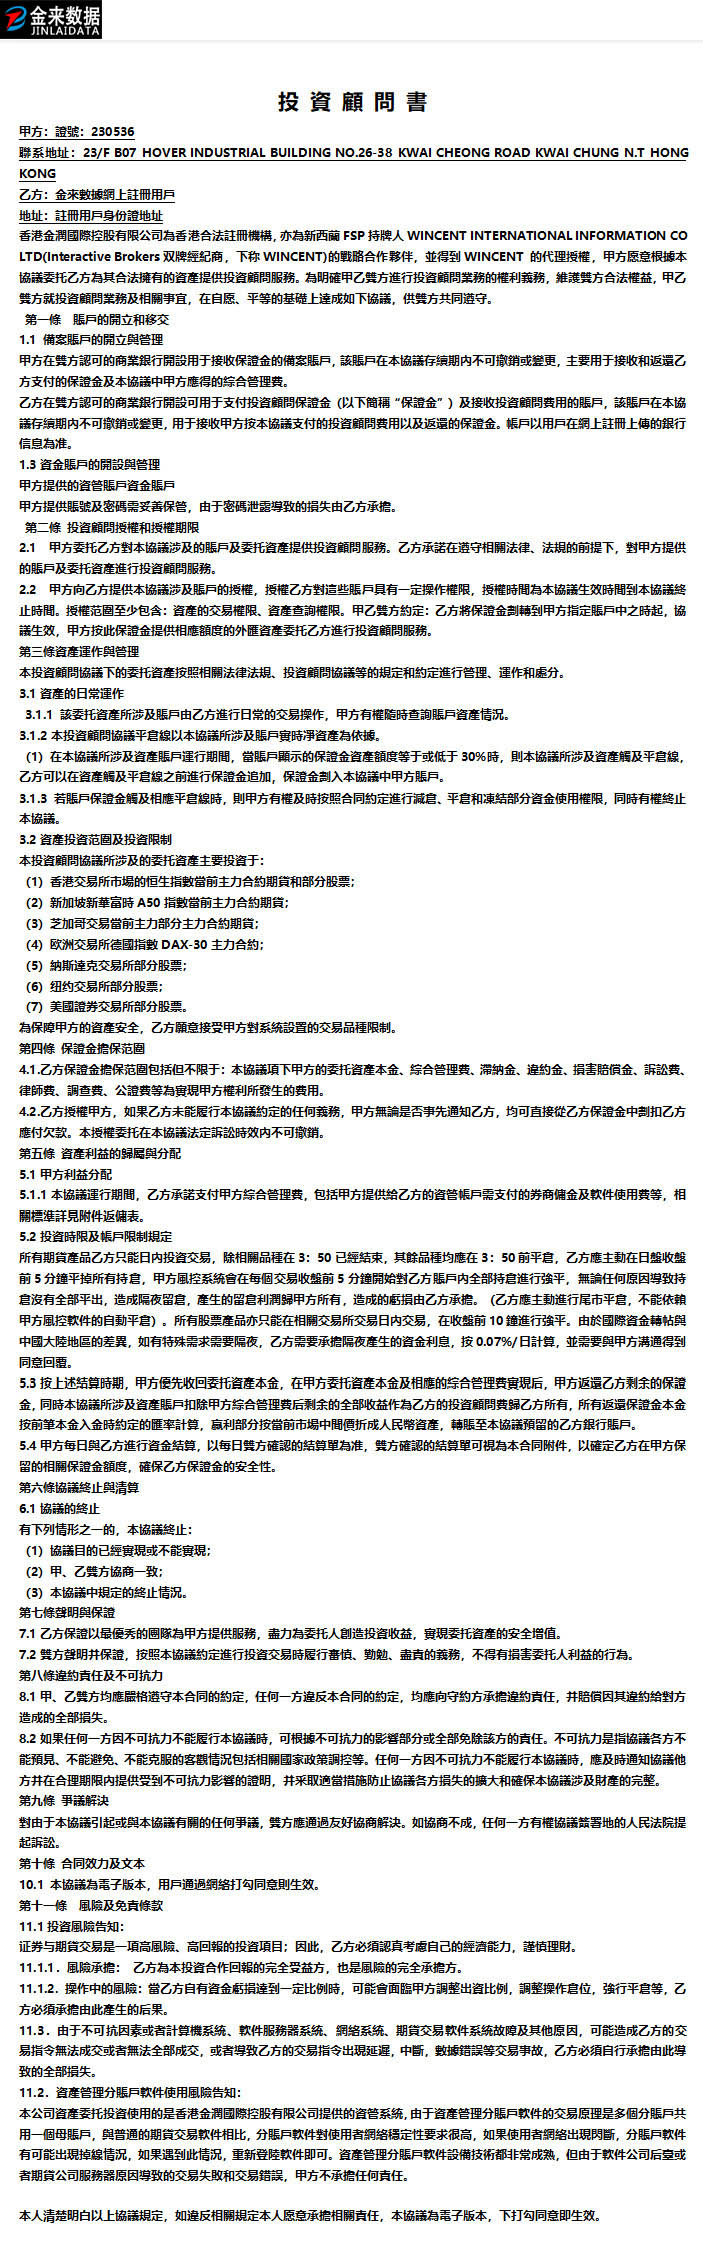 金来数据
JINLAIDATA
投 資 顧 問 書
甲方：證號：230536
聯系地址：23/F B07 HOVER INDUSTRIAL BUILDING NO.26-38 KWAI CHEONG ROAD KWAI CHUNG N.T HONG
KONG
乙方：金來數據網上註冊用戶
地址：註冊用戶身份證地址
香港金潤國際控股有限公司為香港合法註冊機構，亦為新西蘭 FSP 持牌人 WINCENT INTERNATIONAL INFORMATION CO
LTD(Interactive Brokers 双牌經紀商，下称 WINCENT)的戰略合作夥伴，並得到 WINCENT 的代理授權，甲方愿意根據本
協議委托乙方為其合法擁有的資產提供投資顧問服務。為明確甲乙雙方進行投資顧問業務的權利義務，維護雙方合法權益，甲乙
雙方就投資顧問業務及相關事宜，在自愿、平等的基礎上達成如下協議，供雙方共同遵守。
第一條　賬戶的開立和移交
1.1 備案賬戶的開立與管理
甲方在雙方認可的商業銀行開設用于接收保證金的備案賬戶，該賬戶在本協議存續期內不可撤銷或變更，主要用于接收和返還乙
方支付的保證金及本協議中甲方應得的綜合管理費。
乙方在雙方認可的商業銀行開設可用于支付投資顧問保證金（以下簡稱“保證金”）及接收投資顧問費用的賬戶，該賬戶在本協
議存續期內不可撤銷或變更，用于接收甲方按本協議支付的投資顧問費用以及返還的保證金。帳戶以用戶在網上註冊上傳的銀行
信息為准。
1.3 資金賬戶的開設與管理
甲方提供的資管賬戶資金賬戶
甲方提供賬號及密碼需妥善保管，由于密碼泄露導致的損失由乙方承擔。
第二條 投資顧問授權和授權期限
2.1　甲方委托乙方對本協議涉及的賬戶及委托資產提供投資顧問服務。乙方承諾在遵守相關法律、法規的前提下，對甲方提供
的賬戶及委托資產進行投資顧問服務。
2.2　甲方向乙方提供本協議涉及賬戶的授權，授權乙方對這些賬戶具有一定操作權限，授權時間為本協議生效時間到本協議終
止時間。授權范圍至少包含：資產的交易權限、資產查詢權限。甲乙雙方約定：乙方將保證金劃轉到甲方指定賬戶中之時起，協
議生效，甲方按此保證金提供相應額度的外匯資產委托乙方進行投資顧問服務。
第三條資產運作與管理
本投資顧問協議下的委托資產按照相關法律法規、投資顧問協議等的規定和約定進行管理、運作和處分。
3.1 資產的日常運作
3.1.1 該委托資產所涉及賬戶由乙方進行日常的交易操作，甲方有權隨時查詢賬戶資產情況。
3.1.2 本投資顧問協議平倉線以本協議所涉及賬戶實時凈資產為依據。
（1）在本協議所涉及資產賬戶運行期間，當賬戶顯示的保證金資產額度等于或低于 30%時，則本協議所涉及資產觸及平倉線，
乙方可以在資產觸及平倉線之前進行保證金追加，保證金劃入本協議中甲方賬戶。
3.1.3 若賬戶保證金觸及相應平倉線時，則甲方有權及時按照合同約定進行減倉、平倉和凍結部分資金使用權限，同時有權終止
本協議。
3.2 資產投資范圍及投資限制
本投資顧問協議所涉及的委托資產主要投資于：
（1）香港交易所市場的恒生指數當前主力合約期貨和部分股票；
（2）新加坡新華富時 A50 指數當前主力合約期貨；
（3）芝加哥交易當前主力部分主力合約期貨；
（4）欧洲交易所德國指數 DAX-30 主力合約；
（5）納斯達克交易所部分股票；
（6）纽约交易所部分股票；
（7）美國證券交易所部分股票。
為保障甲方的資產安全，乙方願意接受甲方對系統設置的交易品種限制。
第四條 保證金擔保范圍
4.1.乙方保證金擔保范圍包括但不限于：本協議項下甲方的委托資產本金、綜合管理費、滯納金、違約金、損害賠償金、訴訟費、
律師費、調查費、公證費等為實現甲方權利所發生的費用。
4.2.乙方授權甲方，如果乙方未能履行本協議約定的任何義務，甲方無論是否事先通知乙方，均可直接從乙方保證金中劃扣乙方
應付欠款。本授權委托在本協議法定訴訟時效內不可撤銷。
第五條 資產利益的歸屬與分配
5.1 甲方利益分配
5.1.1 本協議運行期間，乙方承諾支付甲方綜合管理費，包括甲方提供給乙方的資管帳戶需支付的券商傭金及軟件使用費等，相
關標準詳見附件返傭表。
5.2 投資時限及帳戶限制規定
所有期貨產品乙方只能日内投資交易，除相關品種在 3：50 已經結束，其餘品種均應在 3：50 前平倉，乙方應主動在日盤收盤
前 5 分鐘平掉所有持倉，甲方風控系統會在每個交易收盤前 5 分鐘開始對乙方賬戶內全部持倉進行強平，無論任何原因導致持
倉沒有全部平出，造成隔夜留倉，產生的留倉利潤歸甲方所有，造成的虧損由乙方承擔。（乙方應主動進行尾市平倉，不能依賴
甲方風控軟件的自動平倉）。所有股票產品亦只能在相關交易所交易日内交易，在收盤前 10 鐘進行強平。由於國際資金轉帖與
中國大陸地區的差異，如有特殊需求需要隔夜，乙方需要承擔隔夜產生的資金利息，按 0.07%/日計算，並需要與甲方溝通得到
同意回覆。
5.3 按上述結算時期，甲方優先收回委托資產本金，在甲方委托資產本金及相應的綜合管理費實現后，甲方返還乙方剩余的保證
金，同時本協議所涉及資產賬戶扣除甲方綜合管理費后剩余的全部收益作為乙方的投資顧問費歸乙方所有，所有返還保證金本金
按前筆本金入金時約定的匯率計算，贏利部分按當前市場中間價折成人民幣資產，轉賬至本協議預留的乙方銀行賬戶。
5.4 甲方每日與乙方進行資金結算，以每日雙方確認的結算單為准，雙方確認的結算單可視為本合同附件，以確定乙方在甲方保
留的相關保證金額度，確保乙方保證金的安全性。
第六條協議終止與清算
6.1 協議的終止
有下列情形之一的，本協議終止：
（1）協議目的已經實現或不能實現；
（2）甲、乙雙方協商一致；
（3）本協議中規定的終止情況。
第七條聲明與保證
7.1 乙方保證以最優秀的團隊為甲方提供服務，盡力為委托人創造投資收益，實現委托資產的安全增值。
7.2 雙方聲明并保證，按照本協議約定進行投資交易時履行審慎、勤勉、盡責的義務，不得有損害委托人利益的行為。
第八條違約責任及不可抗力
8.1 甲、乙雙方均應嚴格遵守本合同的約定，任何一方違反本合同的約定，均應向守約方承擔違約責任，并賠償因其違約給對方
造成的全部損失。
8.2 如果任何一方因不可抗力不能履行本協議時，可根據不可抗力的影響部分或全部免除該方的責任。不可抗力是指協議各方不
能預見、不能避免、不能克服的客觀情況包括相關國家政策調控等。任何一方因不可抗力不能履行本協議時，應及時通知協議他
方并在合理期限内提供受到不可抗力影響的證明，并采取適當措施防止協議各方損失的擴大和確保本協議涉及財產的完整。
第九條 爭議解決
對由于本協議引起或與本協議有關的任何爭議，雙方應通過友好協商解決。如協商不成，任何一方有權協議簽署地的人民法院提
起訴訟。
第十條 合同效力及文本
10.1 本協議為電子版本，用戶通過網絡打勾同意則生效。
第十一條　風險及免責條款
11.1 投資風險告知：
证券与期貨交易是一項高風險、高回報的投資項目；因此，乙方必須認真考慮自己的經濟能力，謹慎理財。
11.1.1．風險承擔： 乙方為本投資合作回報的完全受益方，也是風險的完全承擔方。
11.1.2．操作中的風險：當乙方自有資金虧損達到一定比例時，可能會面臨甲方調整出資比例，調整操作倉位，強行平倉等，乙
方必須承擔由此產生的后果。
11.3．由于不可抗因素或者計算機系統、軟件服務器系統、網絡系統、期貨交易軟件系統故障及其他原因，可能造成乙方的交
易指令無法成交或者無法全部成交，或者導致乙方的交易指令出現延遲，中斷，數據錯誤等交易事故，乙方必須自行承擔由此導
致的全部損失。
11.2．資產管理分賬戶軟件使用風險告知：
本公司資產委托投資使用的是香港金潤國際控股有限公司提供的資管系統，由于資產管理分賬戶軟件的交易原理是多個分賬戶共
用一個母賬戶，與普通的期貨交易軟件相比，分賬戶軟件對使用者網絡穩定性要求很高，如果使用者網絡出現閃斷，分賬戶軟件
有可能出現掉線情況，如果遇到此情況，重新登陸軟件即可。資產管理分賬戶軟件設備技術都非常成熟，但由于軟件公司后臺或
者期貨公司服務器原因導致的交易失敗和交易錯誤，甲方不承擔任何責任。
本人清楚明白以上協議規定，如違反相關規定本人愿意承擔相關責任，本協議為電子版本，下打勾同意即生效。